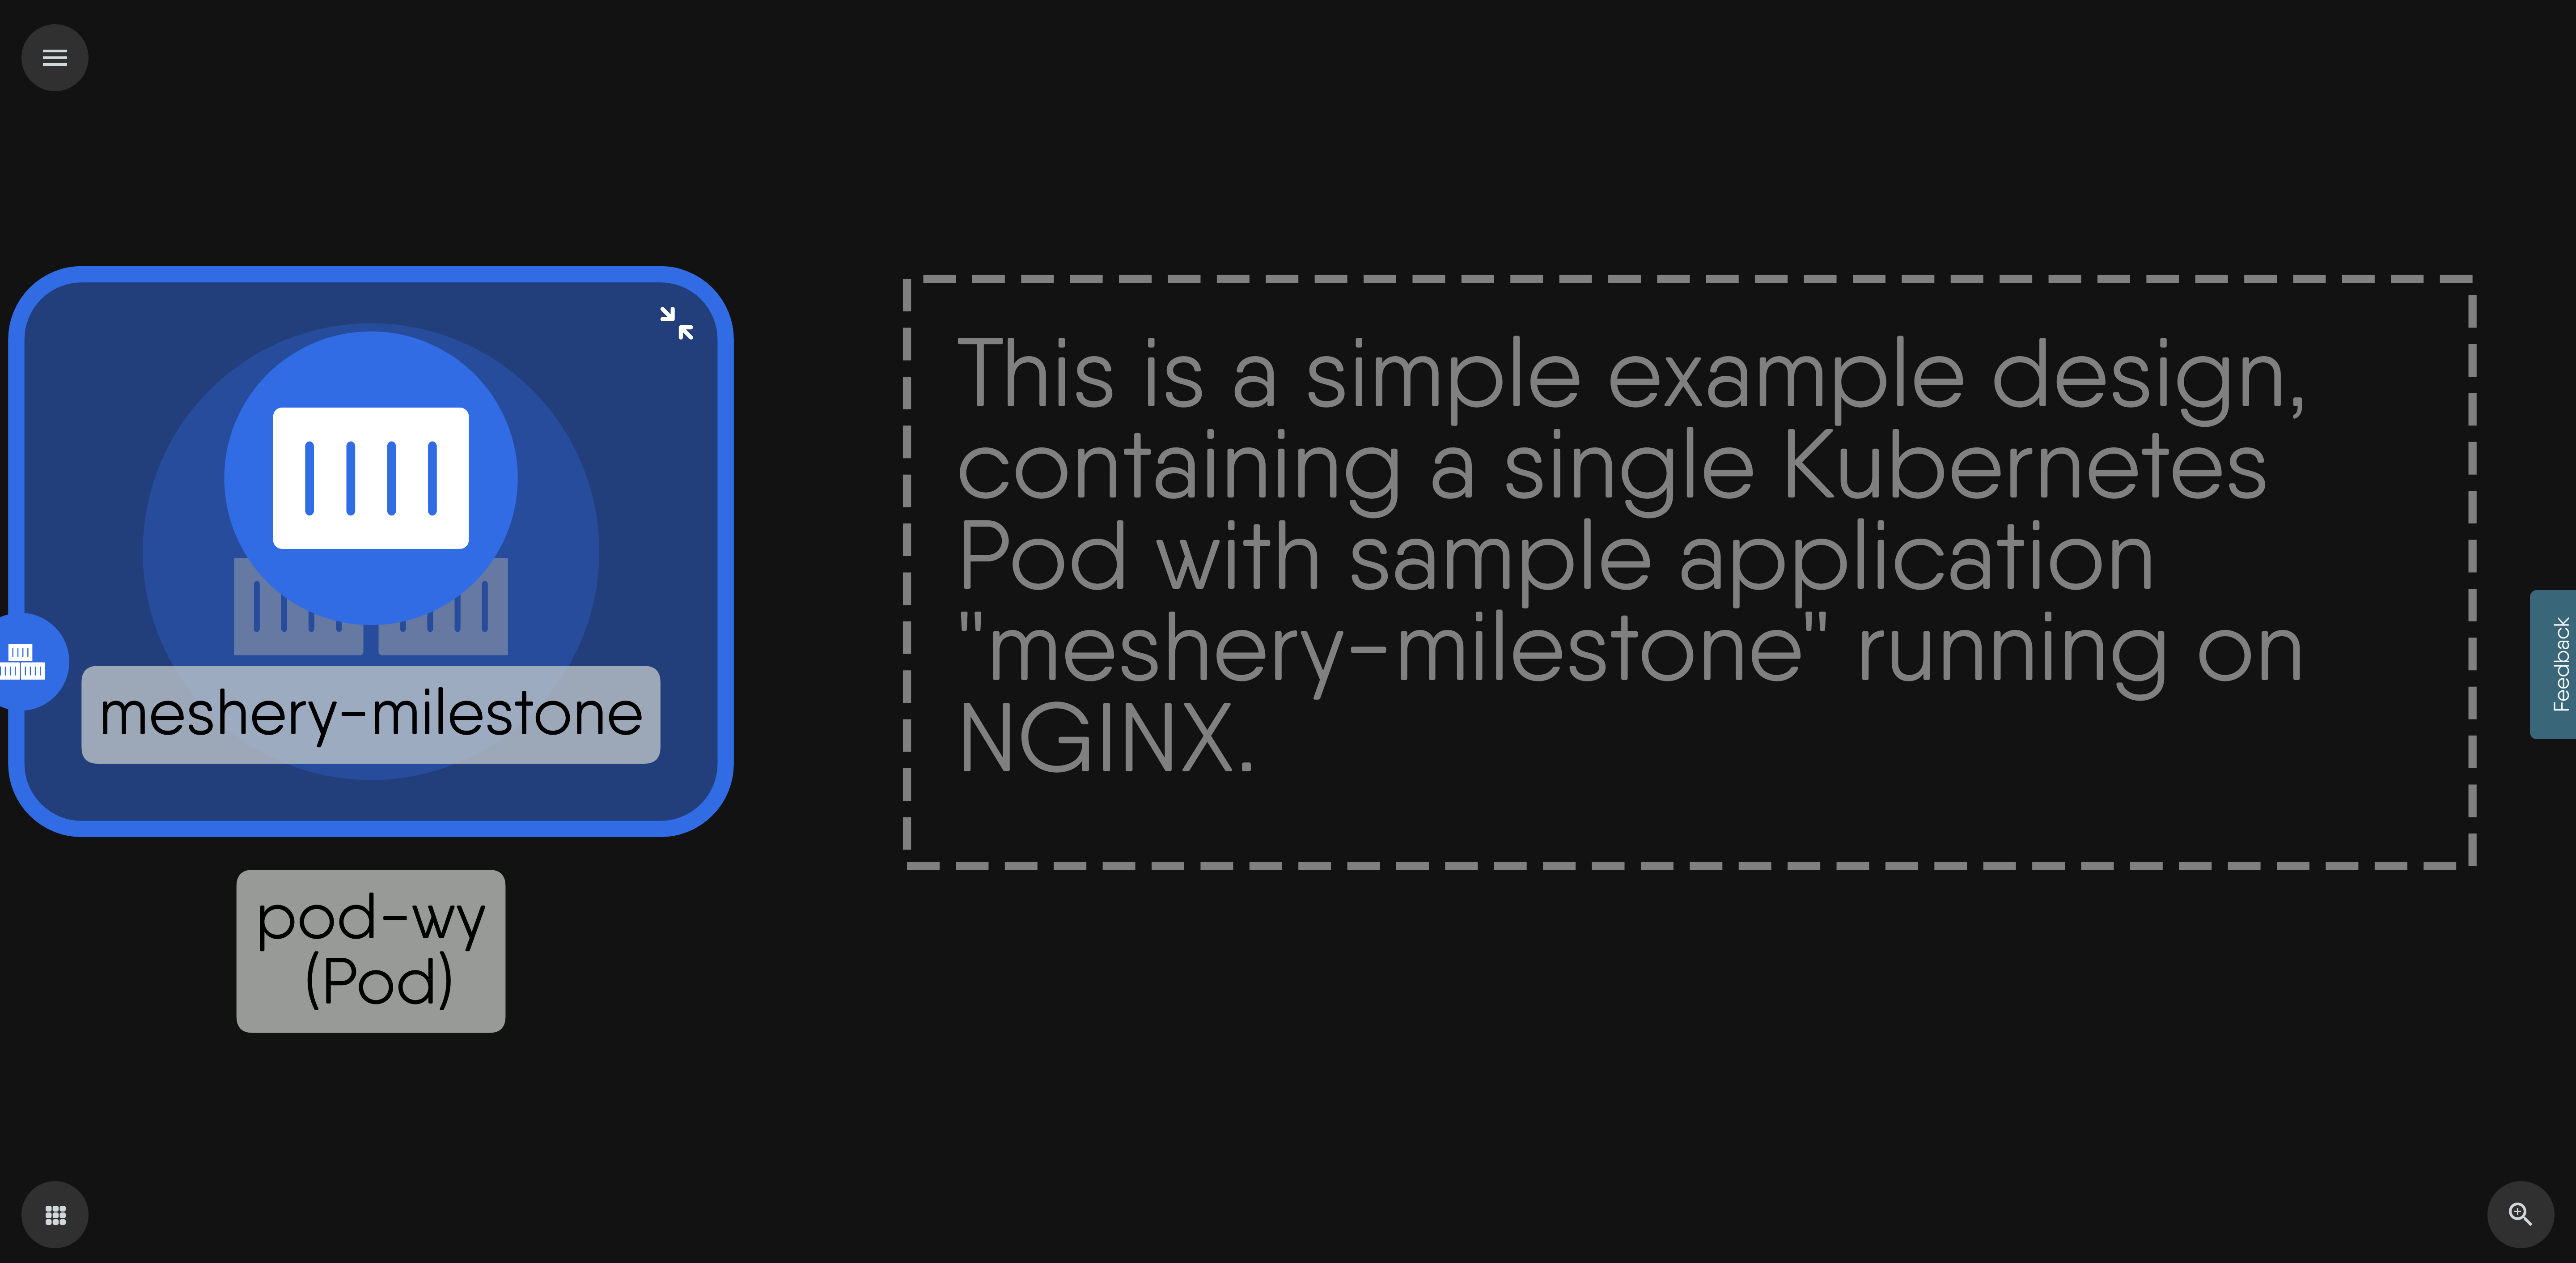 meshery-milestone
pod-wy
(Pod)
This is a simple example design,
containing a single Kubernetes
Pod with sample application
"meshery-milestone" running on
NGINX.
Feedback